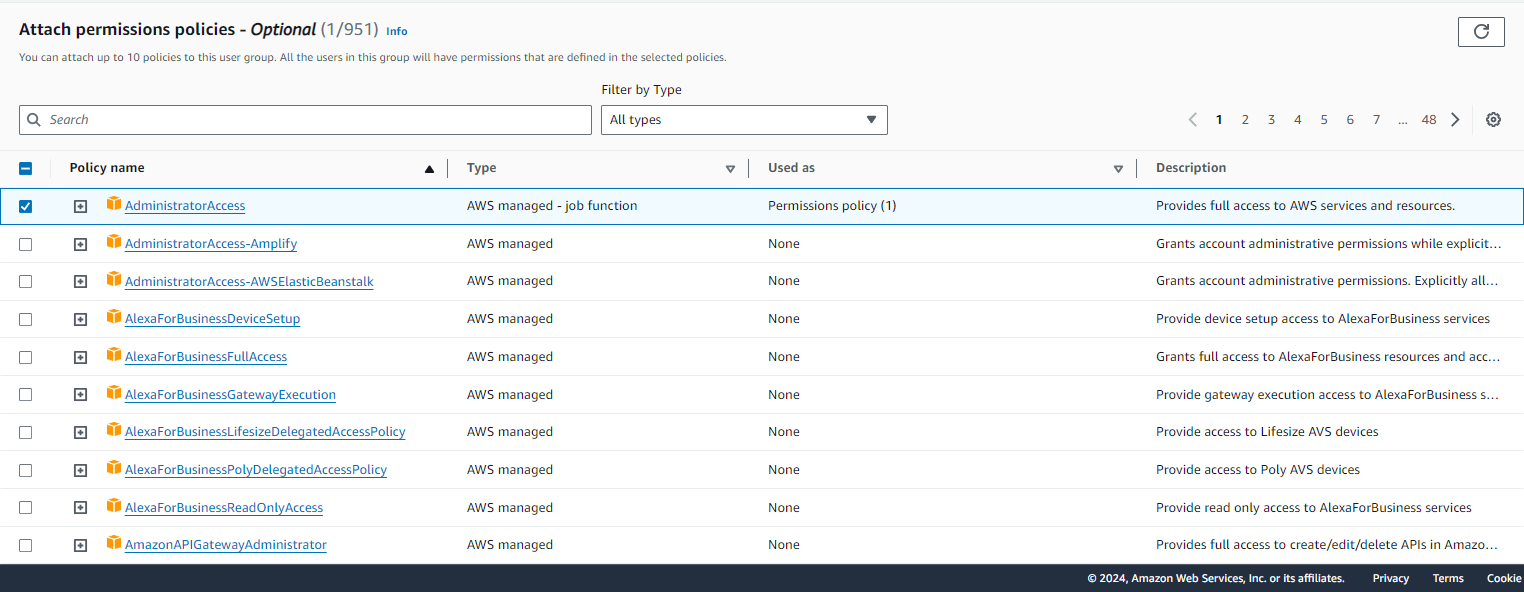 Attach permissions policies - Optional (1/951) Info
You can attach up to 10 policies to this user group. All the users in this group will have permissions that are defined in the selected policies.
Filter by Type
Search All types 1 2 3 4 5 6 7 ... 48
Policy name Type Used as Description
AdministratorAccess AWS managed - job function Permissions policy (1) Provides full access to AWS services and resources.
AdministratorAccess-Amplify AWS managed None Grants account administrative permissions while explicit...
AdministratorAccess-AWSElasticBeanstalk AWS managed None Grants account administrative permissions. Explicitly all...
AlexaForBusinessDeviceSetup AWS managed None Provide device setup access to AlexaForBusiness services
AlexaForBusinessFullAccess AWS managed None Grants full access to AlexaForBusiness resources and acc...
AlexaForBusinessGatewayExecution AWS managed None Provide gateway execution access to AlexaForBusiness s...
AlexaForBusinessLifesizeDelegatedAccessPolicy AWS managed None Provide access to Lifesize AVS devices
AlexaForBusinessPolyDelegatedAccessPolicy AWS managed None Provide access to Poly AVS devices
AlexaForBusinessReadOnlyAccess AWS managed None Provide read only access to AlexaForBusiness services
AmazonAPIGatewayAdministrator AWS managed None Provides full access to create/edit/delete APIs in Amazo...
© 2024, Amazon Web Services, Inc. or its affiliates. Privacy Terms Cookie